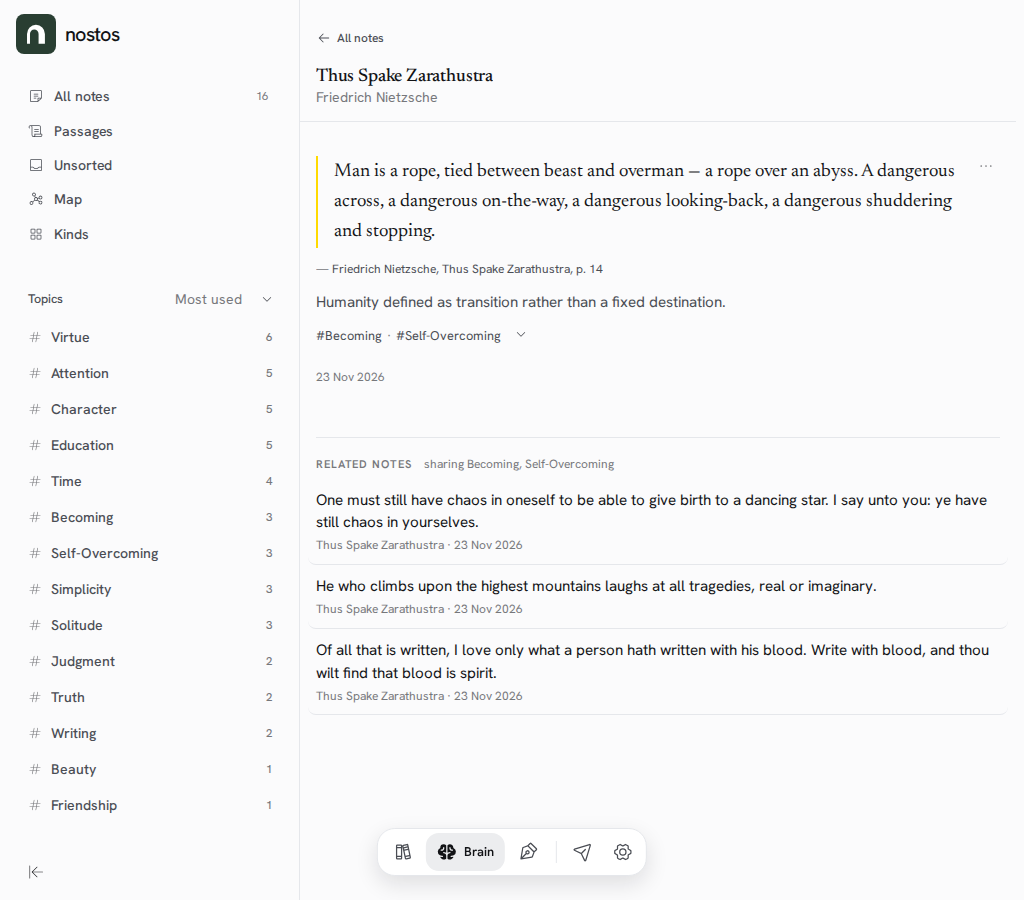 nostos
All notes 16
Passages
Unsorted
Map
Kinds
Topics Most used
# Virtue 6
# Attention 5
# Character 5
# Education 5
# Time 4
# Becoming 3
# Self-Overcoming 3
# Simplicity 3
# Solitude 3
# Judgment 2
# Truth 2
# Writing 2
# Beauty 1
# Friendship 1
← All notes
Thus Spake Zarathustra
Friedrich Nietzsche
Man is a rope, tied between beast and overman — a rope over an abyss. A dangerous
across, a dangerous on-the-way, a dangerous looking-back, a dangerous shuddering
and stopping.
— Friedrich Nietzsche, Thus Spake Zarathustra, p. 14
Humanity defined as transition rather than a fixed destination.
#Becoming · #Self-Overcoming
23 Nov 2026
RELATED NOTES sharing Becoming, Self-Overcoming
One must still have chaos in oneself to be able to give birth to a dancing star. I say unto you: ye have
still chaos in yourselves.
Thus Spake Zarathustra · 23 Nov 2026
He who climbs upon the highest mountains laughs at all tragedies, real or imaginary.
Thus Spake Zarathustra · 23 Nov 2026
Of all that is written, I love only what a person hath written with his blood. Write with blood, and thou
wilt find that blood is spirit.
Thus Spake Zarathustra · 23 Nov 2026
Brain